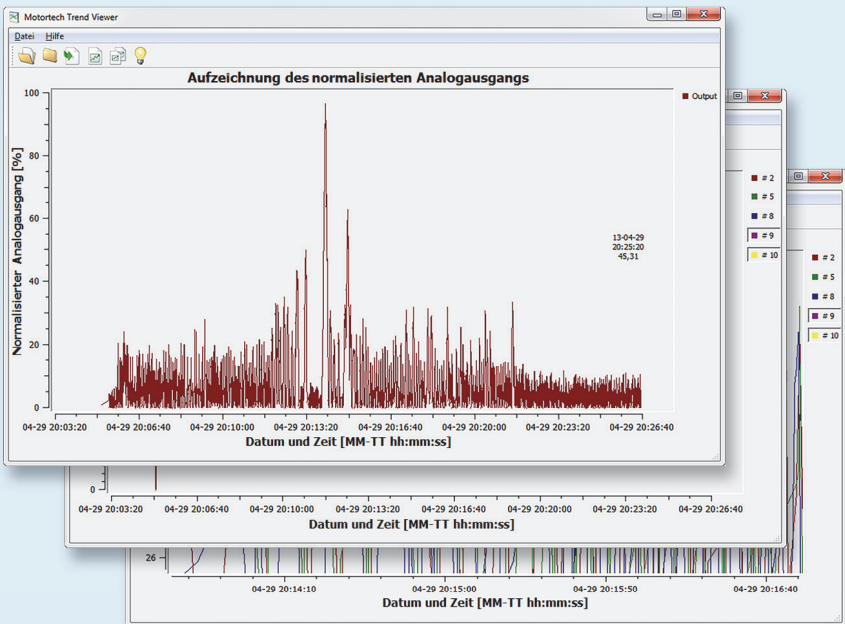 Motortech Trend Viewer
Datei Hilfe
Aufzeichnung des normalisierten Analogausgangs
Normalisierter Analogausgang [%]
100
80
60
40
20
0
Output
13-04-29
20:25:20
45,31
04-29 20:03:20 04-29 20:06:40 04-29 20:10:00 04-29 20:13:20 04-29 20:16:40 04-29 20:20:00 04-29 20:23:20 04-29 20:26:40
Datum und Zeit [MM-TT hh:mm:ss]
# 2
# 5
# 8
# 9
# 10
0
04-29 20:03:20 04-29 20:06:40 04-29 20:10:00 04-29 20:13:20 04-29 20:16:40 04-29 20:20:00 04-29 20:23:20 04-29 20:26:40
Datum und Zeit [MM-TT hh:mm:ss]
# 2
# 5
# 8
# 9
# 10
26
04-29 20:14:10 04-29 20:15:00 04-29 20:15:50 04-29 20:16:40
Datum und Zeit [MM-TT hh:mm:ss]